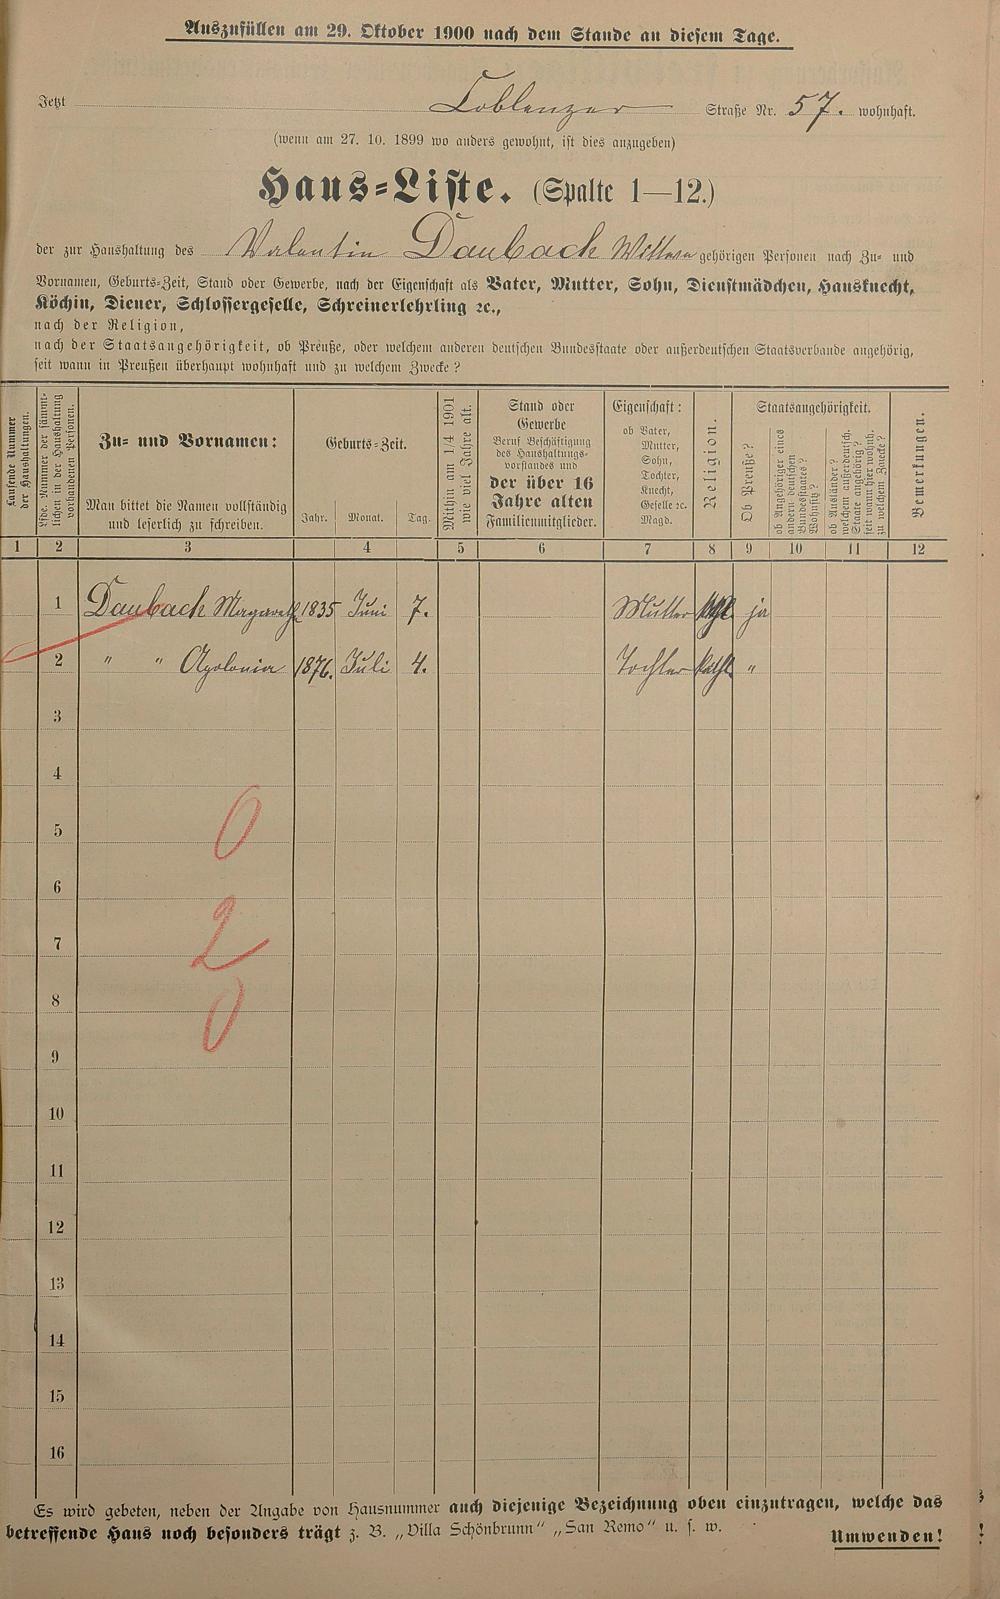 Auszufüllen am 29. Oktober 1900 nach dem Stande an diesem Tage.
Jetzt Coblenzer Straße Nr. 57. wohnhaft.
(wenn am 27. 10. 1899 wo anders gewohnt, ist dies anzugeben)
Haus=Liste. (Spalte 1—12.)
der zur Haushaltung des Valentin Daubach Wittwe gehörigen Personen nach Zu- und
Vornamen, Geburts-Zeit, Stand oder Gewerbe, nach der Eigenschaft als Vater, Mutter, Sohn, Dienstmädchen, Hausknecht,
Köchin, Diener, Schlossergeselle, Schreinerlehrling ec.,
nach der Religion,
nach der Staatsangehörigkeit, ob Preuße, oder welchem anderen deutschen Bundesstaate oder außerdeutschen Staatsverbande angehörig,
seit wann in Preußen überhaupt wohnhaft und zu welchem Zwecke?
Laufende Nummer
der Haushaltungen.
Lfde. Nummer der sämmt-
lichen in der Haushaltung
vorhandenen Personen.
Zu- und Vornamen:
Man bittet die Namen vollständig
und leserlich zu schreiben.
Geburts-Zeit.
Jahr. Monat. Tag.
Mithin am 1/4 1901
wie viel Jahre alt.
Stand oder
Gewerbe
Beruf Beschäftigung
des Haushaltungs-
vorstandes und
der über 16
Jahre alten
Familienmitglieder.
Eigenschaft:
ob Vater,
Mutter,
Sohn,
Tochter,
Knecht,
Geselle ec.
Magd.
Religion.
Staatsangehörigkeit.
Ob Preuße?
ob Angehöriger eines
andern deutschen
Bundesstaates?
Wohnsitz?
ob Ausländer?
welchem außerdeutsch.
Staate angehörig?
seit wann hier wohnh.
zu welchem Zwecke?
Bemerkungen.
1 2 3 4 5 6 7 8 9 10 11 12
1 Daubach Magareth 1835 Juni 7. Mutter kath. ja
2 " " Apolonia 1876. Juli 4. Tochter kath. "
3
4
5
0
6
7
2
8
0
9
10
11
12
13
14
15
16
Es wird gebeten, neben der Angabe von Hausnummer auch diejenige Bezeichnung oben einzutragen, welche das
betreffende Haus noch besonders trägt z. B. „Villa Schönbrunn“ „San Remo“ u. s. w.
Umwenden!